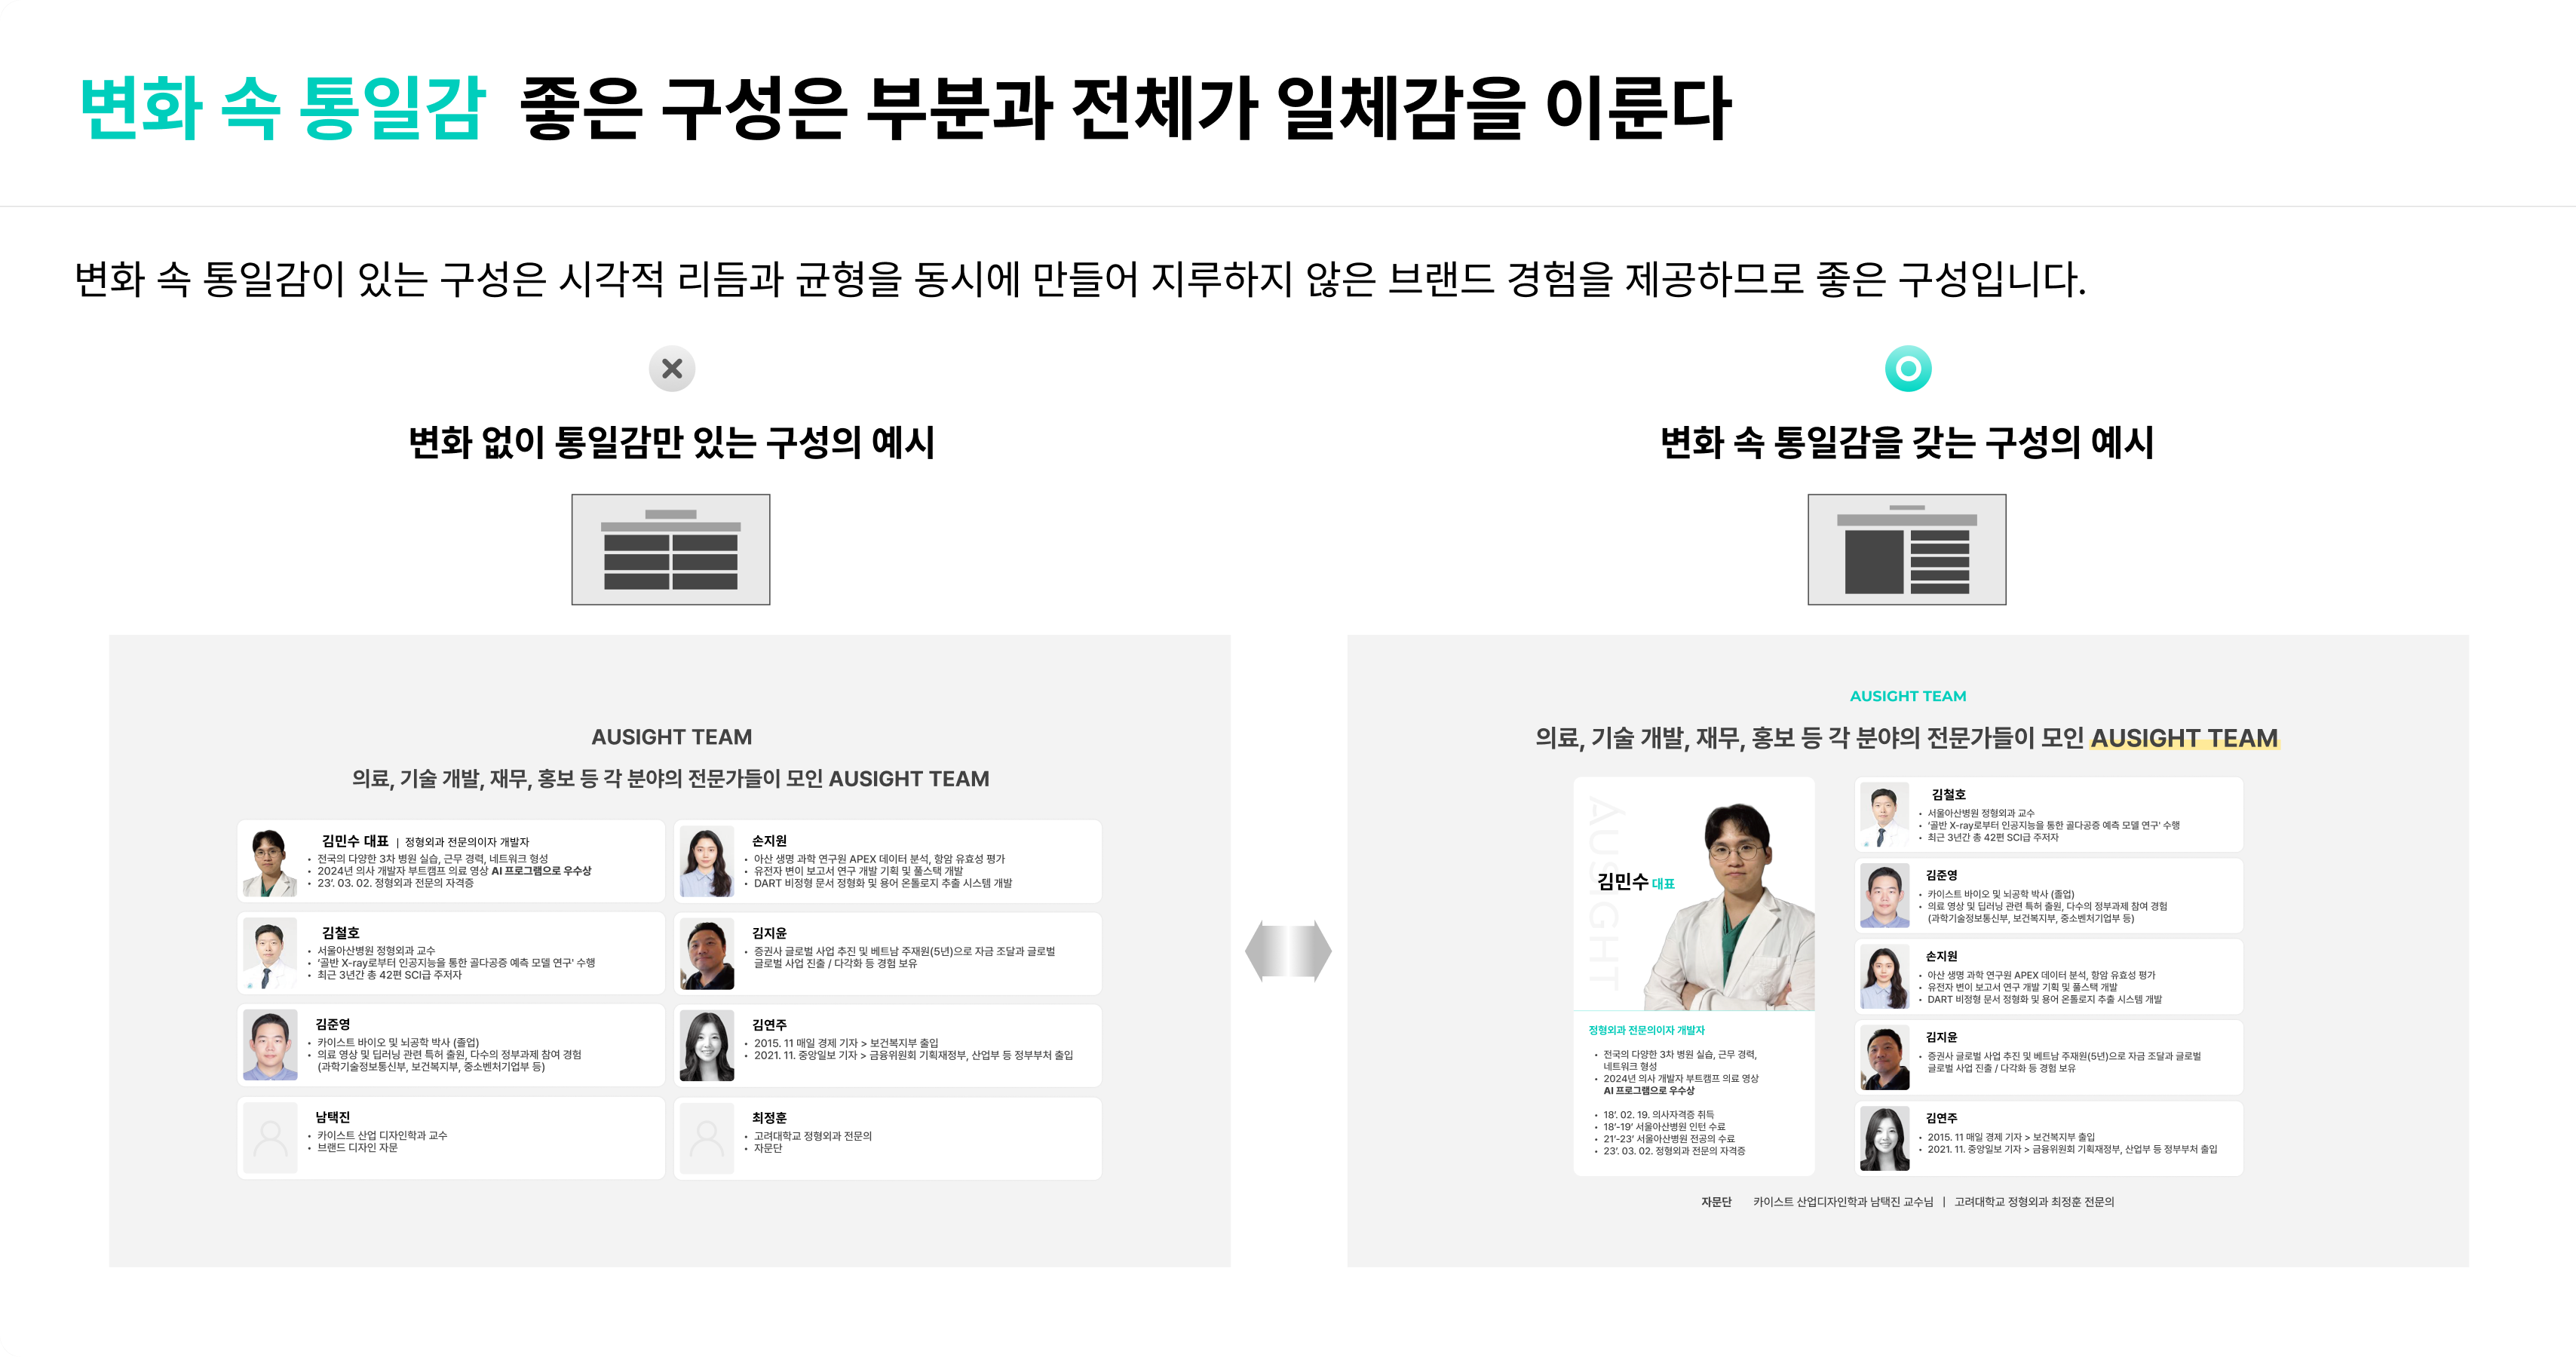 변화 속 통일감 좋은 구성은 부분과 전체가 일체감을 이룬다
변화 속 통일감이 있는 구성은 시각적 리듬과 균형을 동시에 만들어 지루하지 않은 브랜드 경험을 제공하므로 좋은 구성입니다.
변화 없이 통일감만 있는 구성의 예시
AUSIGHT TEAM
의료, 기술 개발, 재무, 홍보 등 각 분야의 전문가들이 모인 AUSIGHT TEAM
김민수 대표 | 정형외과 전문의이자 개발자
• 전국의 다양한 3차 병원 실습, 근무 경력, 네트워크 형성
• 2024년 의사 개발자 부트캠프 의료 영상 AI 프로그램으로 우수상
• 23'. 03. 02. 정형외과 전문의 자격증
손지원
• 아산 생명 과학 연구원 APEX 데이터 분석, 항암 유효성 평가
• 유전자 변이 보고서 연구 개발 기획 및 풀스택 개발
• DART 비정형 문서 정형화 및 용어 온톨로지 추출 시스템 개발
김철호
• 서울아산병원 정형외과 교수
• '골반 X-ray로부터 인공지능을 통한 골다공증 예측 모델 연구' 수행
• 최근 3년간 총 42편 SCI급 주저자
김지윤
• 증권사 글로벌 사업 추진 및 베트남 주재원(5년)으로 자금 조달과 글로벌
글로벌 사업 진출 / 다각화 등 경험 보유
김준영
• 카이스트 바이오 및 뇌공학 박사 (졸업)
• 의료 영상 및 딥러닝 관련 특허 출원, 다수의 정부과제 참여 경험
(과학기술정보통신부, 보건복지부, 중소벤처기업부 등)
김연주
• 2015. 11 매일 경제 기자 > 보건복지부 출입
• 2021. 11. 중앙일보 기자 > 금융위원회 기획재정부, 산업부 등 정부부처 출입
남택진
• 카이스트 산업 디자인학과 교수
• 브랜드 디자인 자문
최정훈
• 고려대학교 정형외과 전문의
• 자문단
변화 속 통일감을 갖는 구성의 예시
AUSIGHT TEAM
의료, 기술 개발, 재무, 홍보 등 각 분야의 전문가들이 모인 AUSIGHT TEAM
AUSIGHT
김민수 대표
정형외과 전문의이자 개발자
• 전국의 다양한 3차 병원 실습, 근무 경력,
네트워크 형성
• 2024년 의사 개발자 부트캠프 의료 영상
AI 프로그램으로 우수상
• 18'. 02. 19. 의사자격증 취득
• 18'-19' 서울아산병원 인턴 수료
• 21'-23' 서울아산병원 전공의 수료
• 23'. 03. 02. 정형외과 전문의 자격증
김철호
• 서울아산병원 정형외과 교수
• '골반 X-ray로부터 인공지능을 통한 골다공증 예측 모델 연구' 수행
• 최근 3년간 총 42편 SCI급 주저자
김준영
• 카이스트 바이오 및 뇌공학 박사 (졸업)
• 의료 영상 및 딥러닝 관련 특허 출원, 다수의 정부과제 참여 경험
(과학기술정보통신부, 보건복지부, 중소벤처기업부 등)
손지원
• 아산 생명 과학 연구원 APEX 데이터 분석, 항암 유효성 평가
• 유전자 변이 보고서 연구 개발 기획 및 풀스택 개발
• DART 비정형 문서 정형화 및 용어 온톨로지 추출 시스템 개발
김지윤
• 증권사 글로벌 사업 추진 및 베트남 주재원(5년)으로 자금 조달과 글로벌
글로벌 사업 진출 / 다각화 등 경험 보유
김연주
• 2015. 11 매일 경제 기자 > 보건복지부 출입
• 2021. 11. 중앙일보 기자 > 금융위원회 기획재정부, 산업부 등 정부부처 출입
자문단 카이스트 산업디자인학과 남택진 교수님 | 고려대학교 정형외과 최정훈 전문의